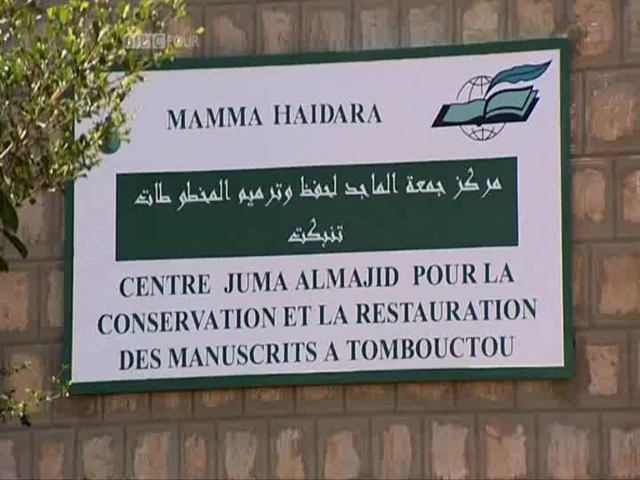 BBC FOUR
MAMMA HAIDARA
مركز جمعة الماجد لحفظ وترميم المخطوطات
تنبكت
CENTRE JUMA ALMAJID POUR LA
CONSERVATION ET LA RESTAURATION
DES MANUSCRITS A TOMBOUCTOU